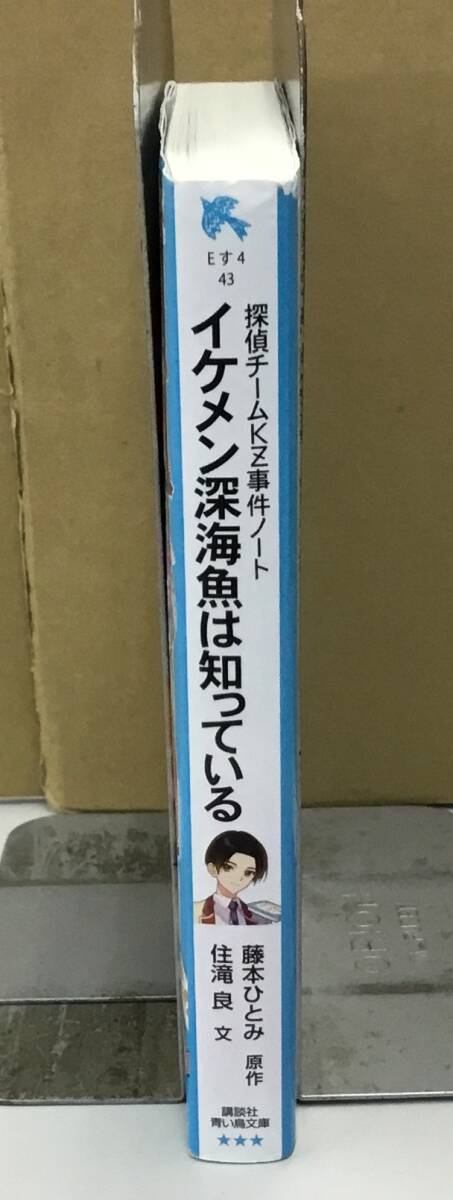 Eす4
43
探偵チームKZ事件ノート
イケメン深海魚は知っている
藤本ひとみ 原作
住滝 良 文
講談社
青い鳥文庫
★★★